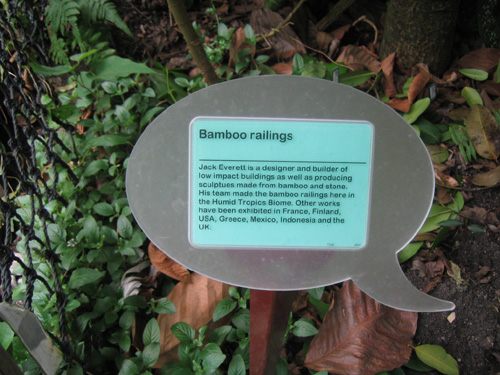 Bamboo railings
Jack Everett is a designer and builder of
low impact buildings as well as producing
sculptues made from bamboo and stone.
His team made the bamboo railings here in
the Humid Tropics Biome. Other works
have been exhibited in France, Finland,
USA, Greece, Mexico, Indonesia and the
UK.